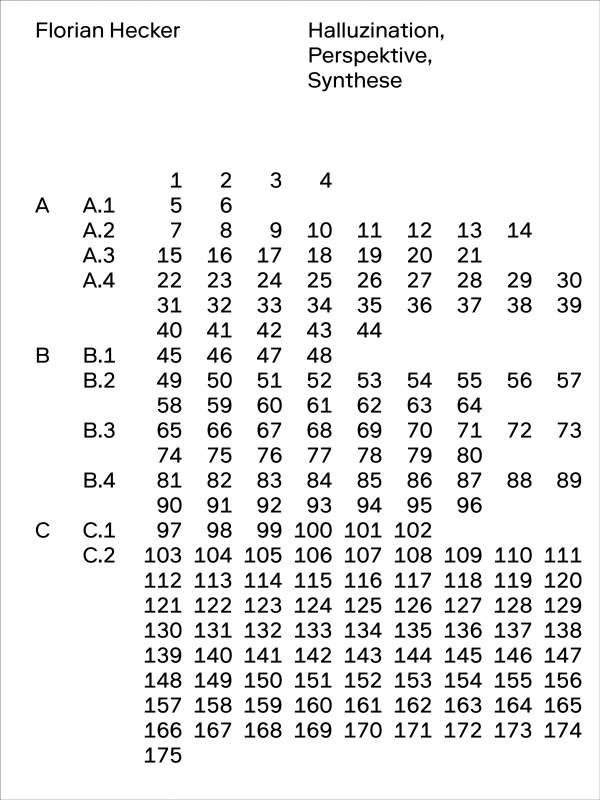 Florian Hecker Halluzination,
Perspektive,
Synthese
1 2 3 4
A A.1 5 6
A.2 7 8 9 10 11 12 13 14
A.3 15 16 17 18 19 20 21
A.4 22 23 24 25 26 27 28 29 30
31 32 33 34 35 36 37 38 39
40 41 42 43 44
B B.1 45 46 47 48
B.2 49 50 51 52 53 54 55 56 57
58 59 60 61 62 63 64
B.3 65 66 67 68 69 70 71 72 73
74 75 76 77 78 79 80
B.4 81 82 83 84 85 86 87 88 89
90 91 92 93 94 95 96
C C.1 97 98 99 100 101 102
C.2 103 104 105 106 107 108 109 110 111
112 113 114 115 116 117 118 119 120
121 122 123 124 125 126 127 128 129
130 131 132 133 134 135 136 137 138
139 140 141 142 143 144 145 146 147
148 149 150 151 152 153 154 155 156
157 158 159 160 161 162 163 164 165
166 167 168 169 170 171 172 173 174
175